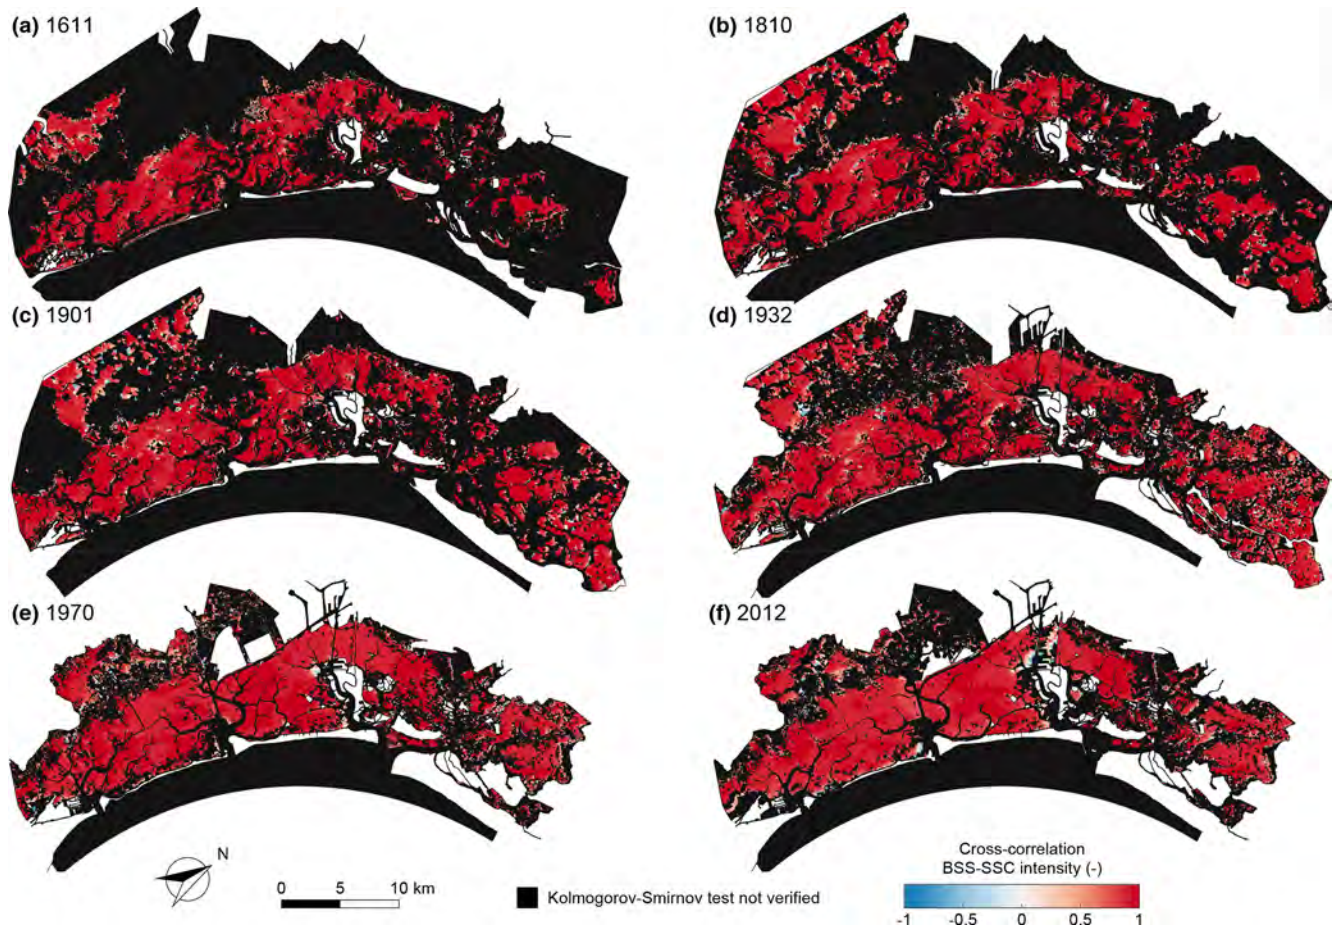 (a) 1611
(b) 1810
(c) 1901
(d) 1932
(e) 1970
(f) 2012
N
0 5 10 km
Kolmogorov-Smirnov test not verified
Cross-correlation
BSS-SSC intensity (-)
-1 -0.5 0 0.5 1